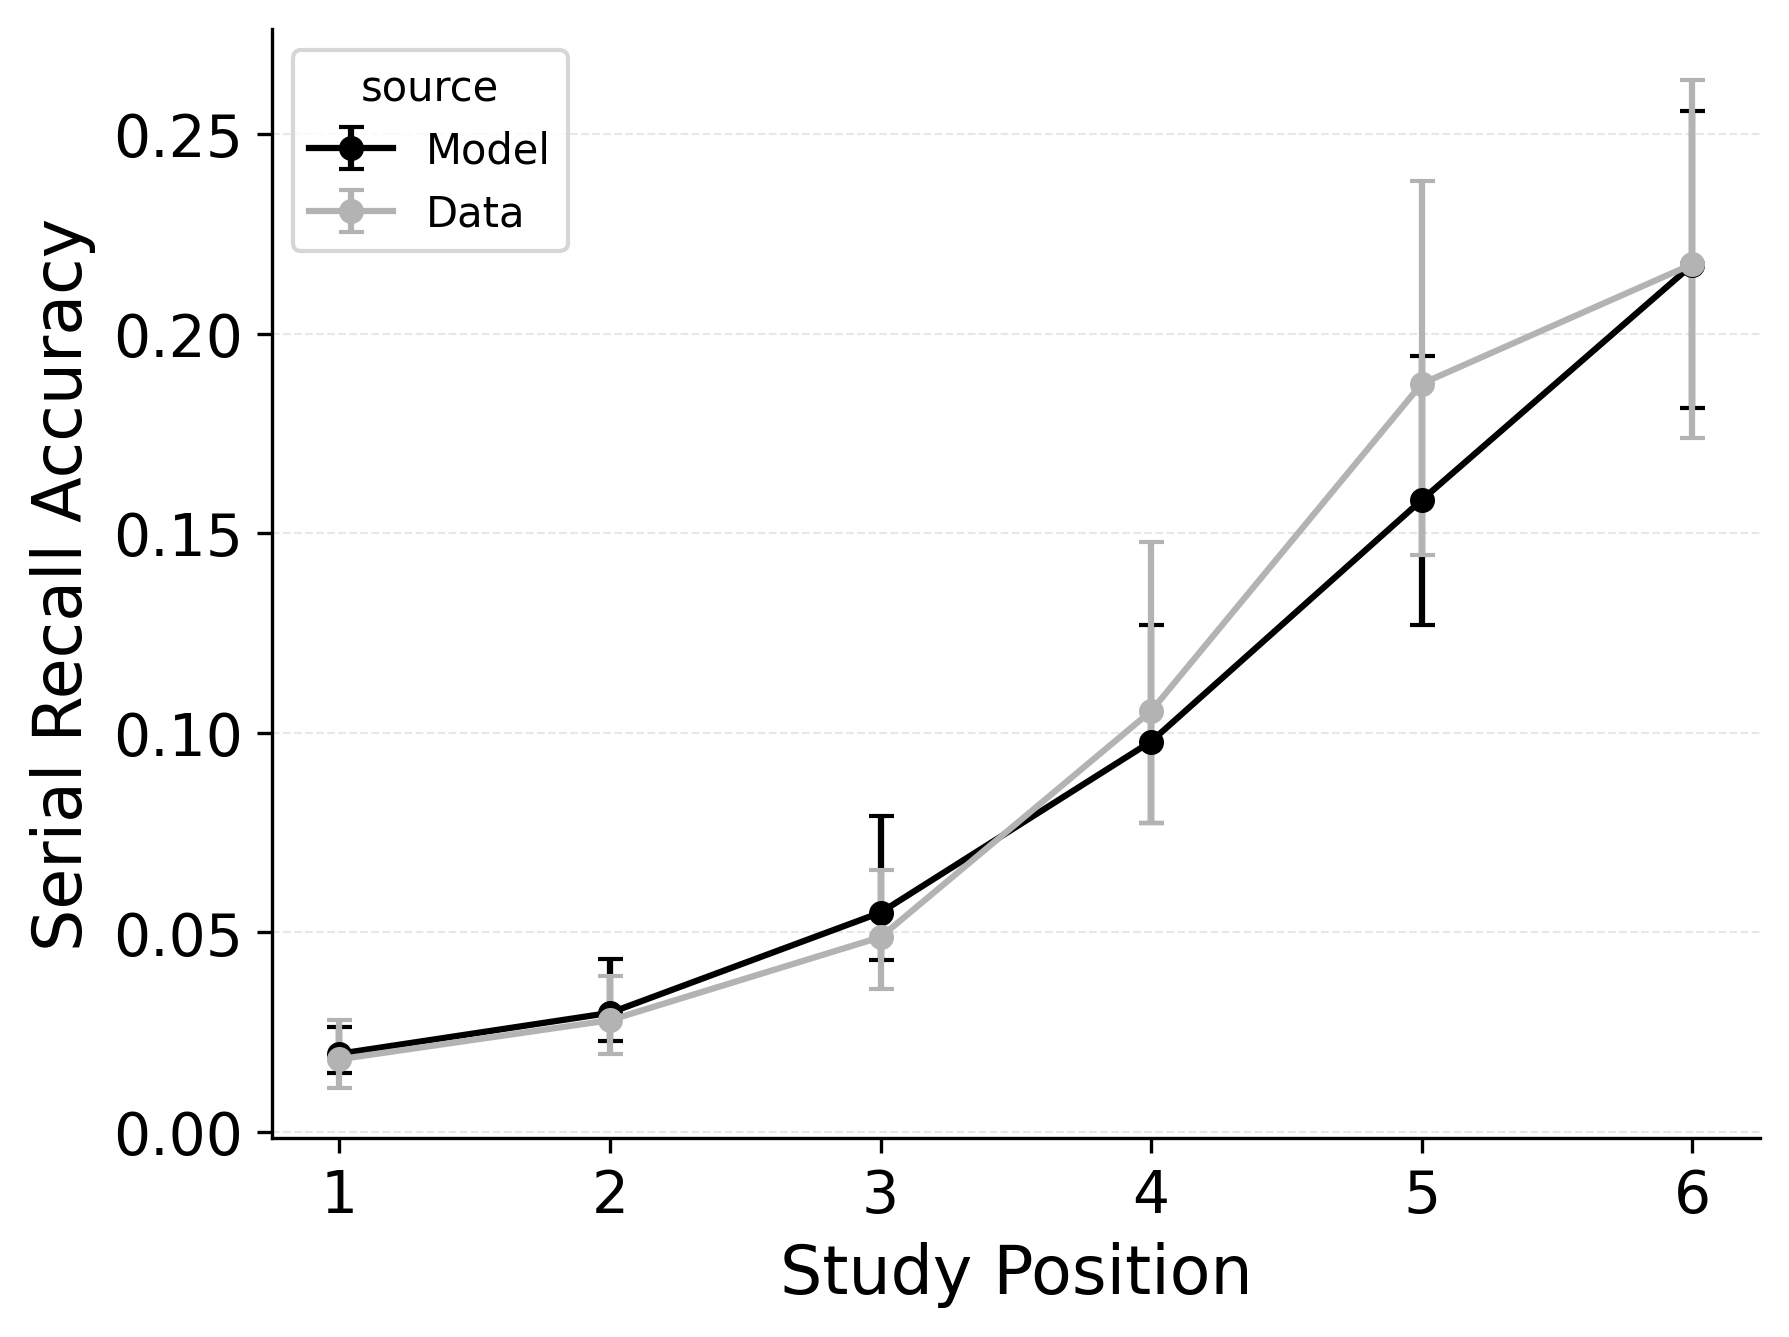 source
Model
Data
0.25
0.20
0.15
0.10
0.05
0.00
Serial Recall Accuracy
1 2 3 4 5 6
Study Position